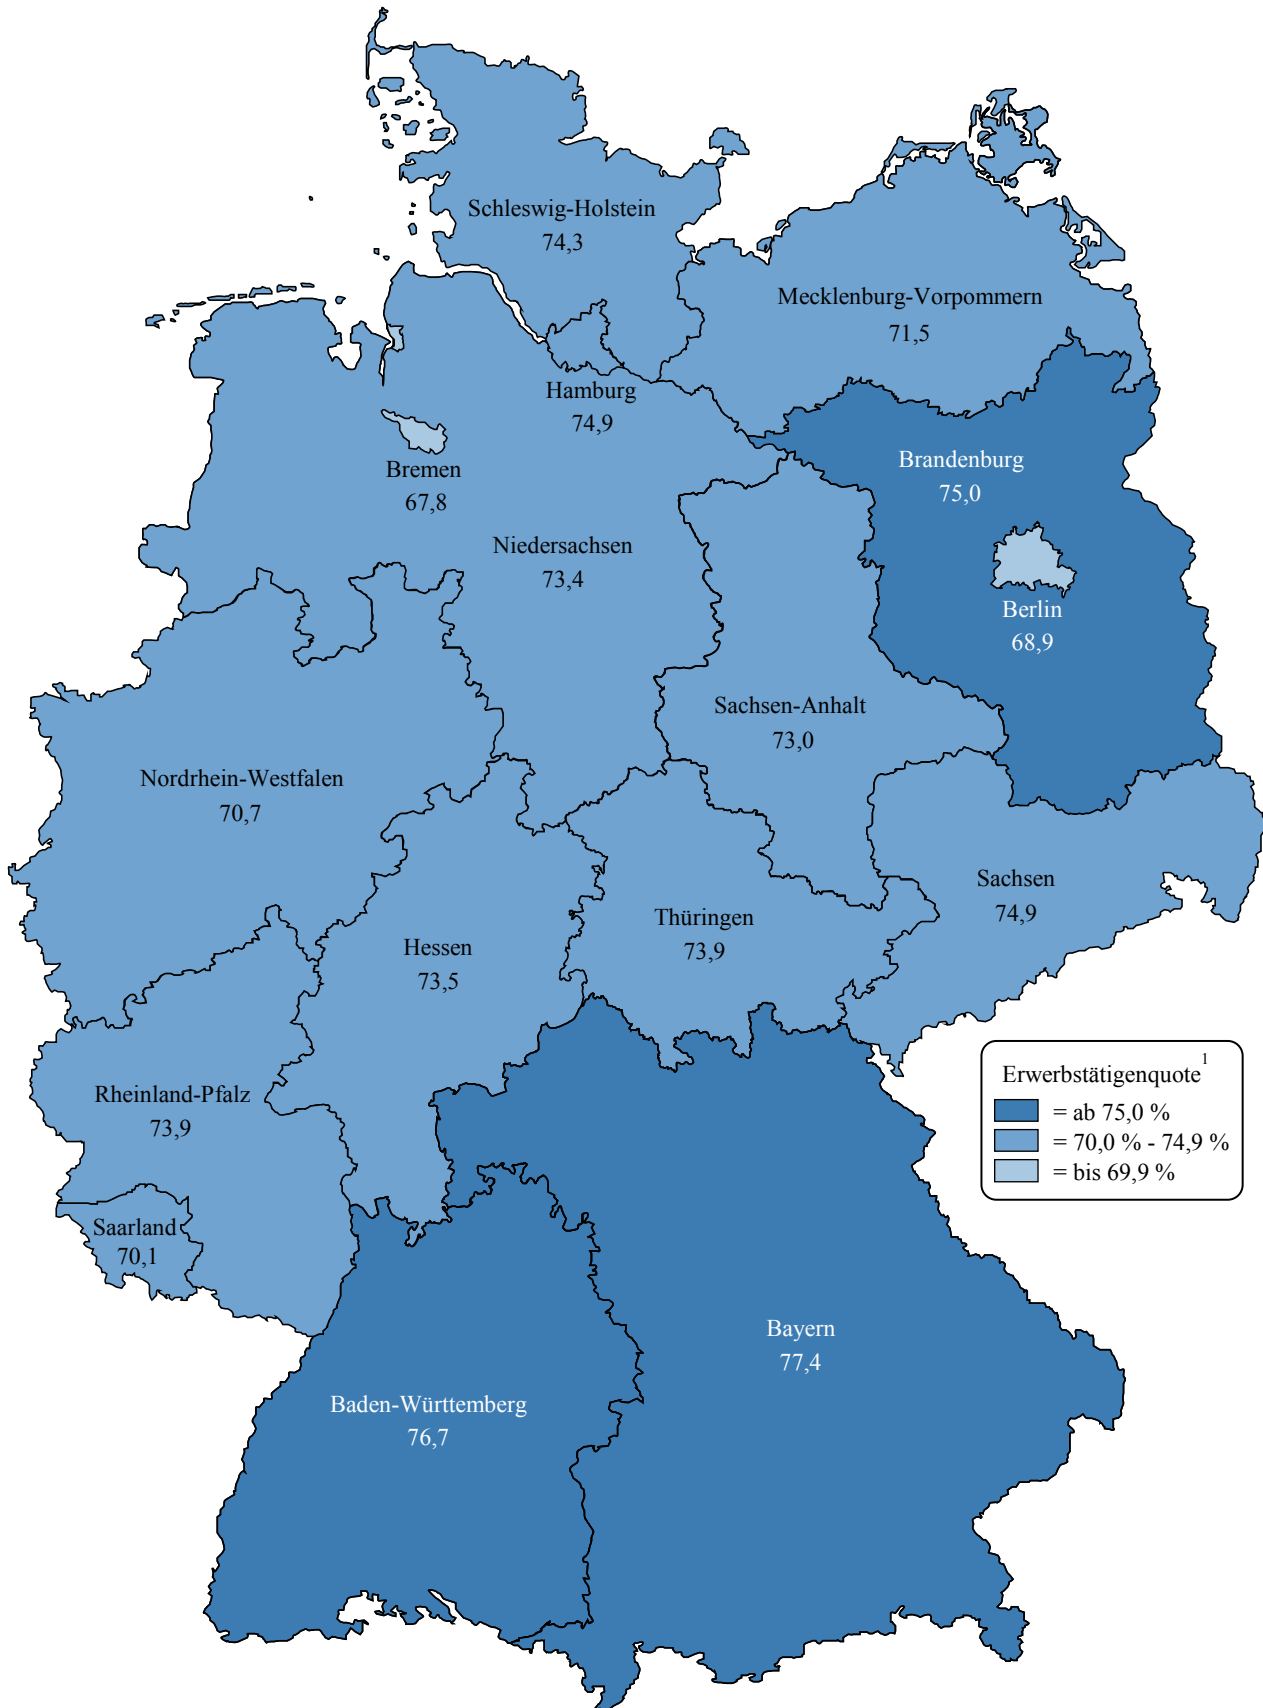 Schleswig-Holstein
74,3
Mecklenburg-Vorpommern
71,5
Hamburg
74,9
Bremen
67,8
Brandenburg
75,0
Niedersachsen
73,4
Berlin
68,9
Sachsen-Anhalt
73,0
Nordrhein-Westfalen
70,7
Sachsen
74,9
Thüringen
73,9
Hessen
73,5
Rheinland-Pfalz
73,9
Saarland
70,1
Erwerbstätigenquote¹
= ab 75,0 %
= 70,0 % - 74,9 %
= bis 69,9 %
Bayern
77,4
Baden-Württemberg
76,7